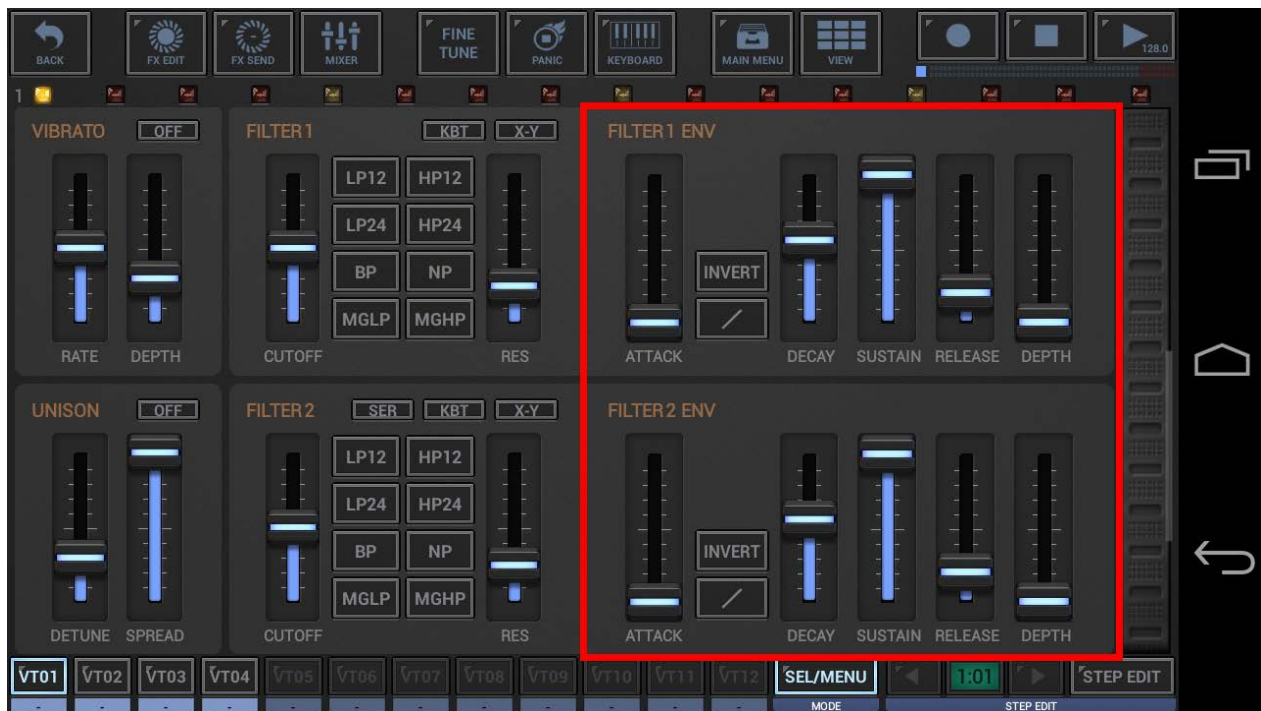 BACK FX EDIT FX SEND MIXER FINE TUNE PANIC KEYBOARD MAIN MENU VIEW 128.0
1
VIBRATO OFF FILTER 1 KBT X-Y FILTER 1 ENV
LP12 HP12
LP24 HP24
BP NP INVERT
MGLP MGHP
RATE DEPTH CUTOFF RES ATTACK DECAY SUSTAIN RELEASE DEPTH
UNISON OFF FILTER 2 SER KBT X-Y FILTER 2 ENV
LP12 HP12
LP24 HP24
BP NP INVERT
MGLP MGHP
DETUNE SPREAD CUTOFF RES ATTACK DECAY SUSTAIN RELEASE DEPTH
VT01 VT02 VT03 VT04 VT05 VT06 VT07 VT08 VT09 VT10 VT11 VT12 SEL/MENU 1:01 STEP EDIT
- - - - - - - - - - - - MODE STEP EDIT